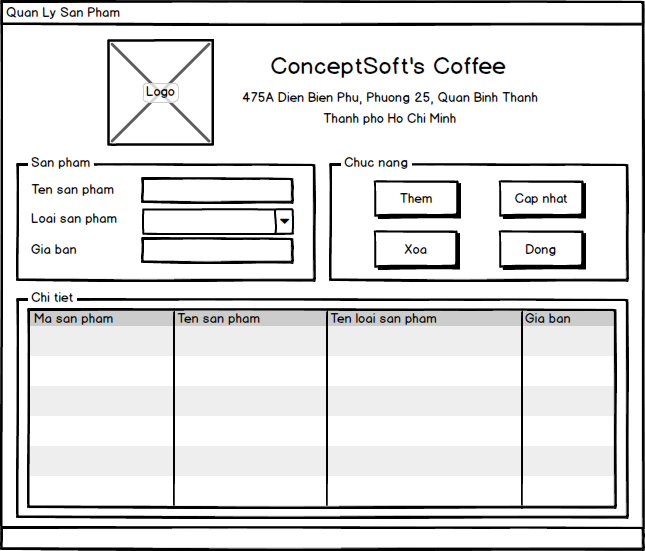 Quan Ly San Pham
Logo
ConceptSoft's Coffee
475A Dien Bien Phu, Phuong 25, Quan Binh Thanh
Thanh pho Ho Chi Minh
San pham
Ten san pham
Loai san pham
Gia ban
Chuc nang
Them
Cap nhat
Xoa
Dong
Chi tiet
Ma san pham Ten san pham Ten loai san pham Gia ban